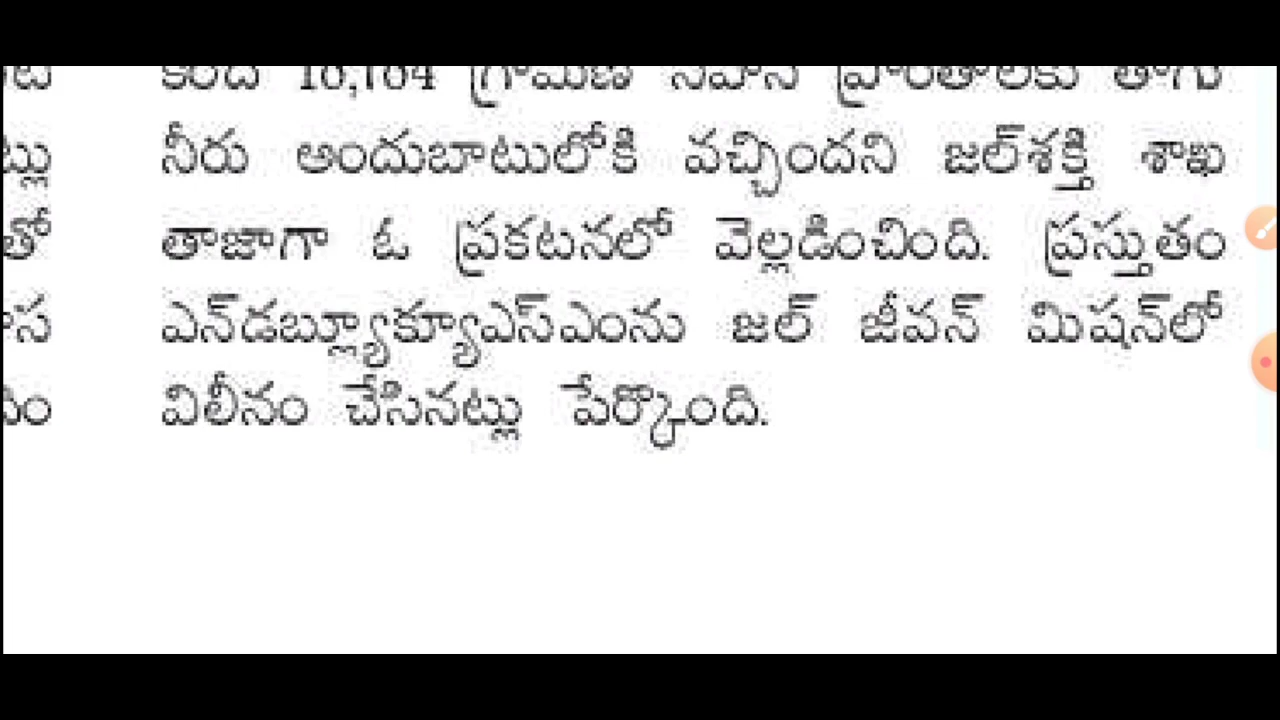 నీరు అందుబాటులోకి వచ్చిందని జల్‌శక్తి శాఖ
తాజాగా ఓ ప్రకటనలో వెల్లడించింది. ప్రస్తుతం
ఎన్‌డబ్ల్యూక్యూఎస్‌ఎంను జల్ జీవన్ మిషన్‌లో
విలీనం చేసినట్లు పేర్కొంది.